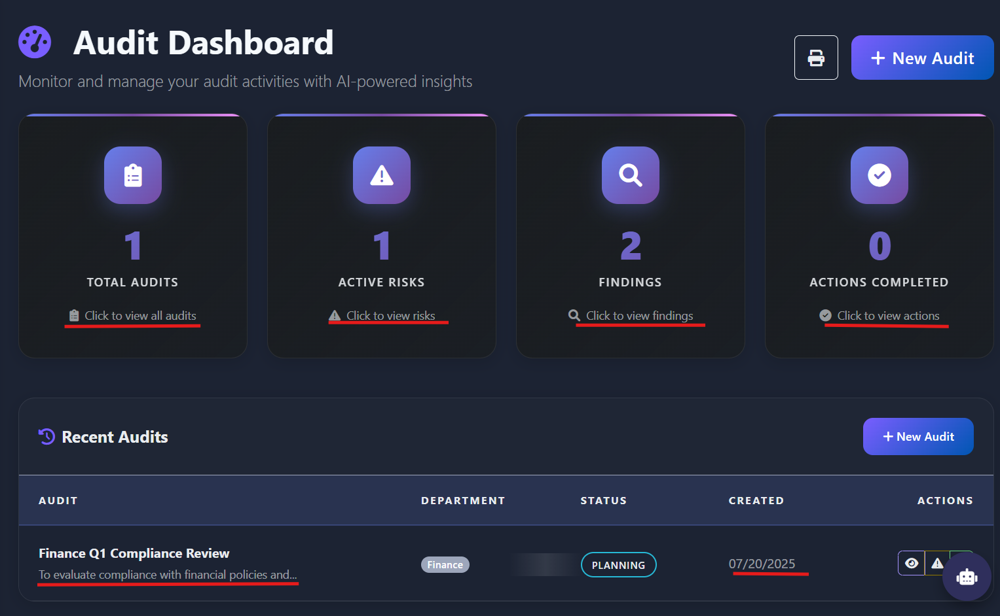 Audit Dashboard
Monitor and manage your audit activities with AI-powered insights
+ New Audit
1
TOTAL AUDITS
Click to view all audits
1
ACTIVE RISKS
Click to view risks
2
FINDINGS
Click to view findings
0
ACTIONS COMPLETED
Click to view actions
Recent Audits
+ New Audit
AUDIT DEPARTMENT STATUS CREATED ACTIONS
Finance Q1 Compliance Review
To evaluate compliance with financial policies and...
Finance
PLANNING
07/20/2025